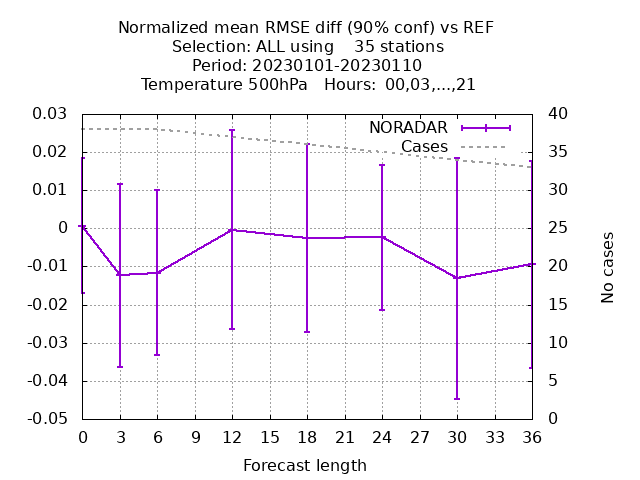 Normalized mean RMSE diff (90% conf) vs REF
Selection: ALL using    35 stations
Period: 20230101-20230110
Temperature 500hPa   Hours: 00,03,...,21
NORADAR
Cases
0.03
0.02
0.01
0
-0.01
-0.02
-0.03
-0.04
-0.05
40
35
30
25
20
15
10
5
0
No cases
0 3 6 9 12 15 18 21 24 27 30 33 36
Forecast length